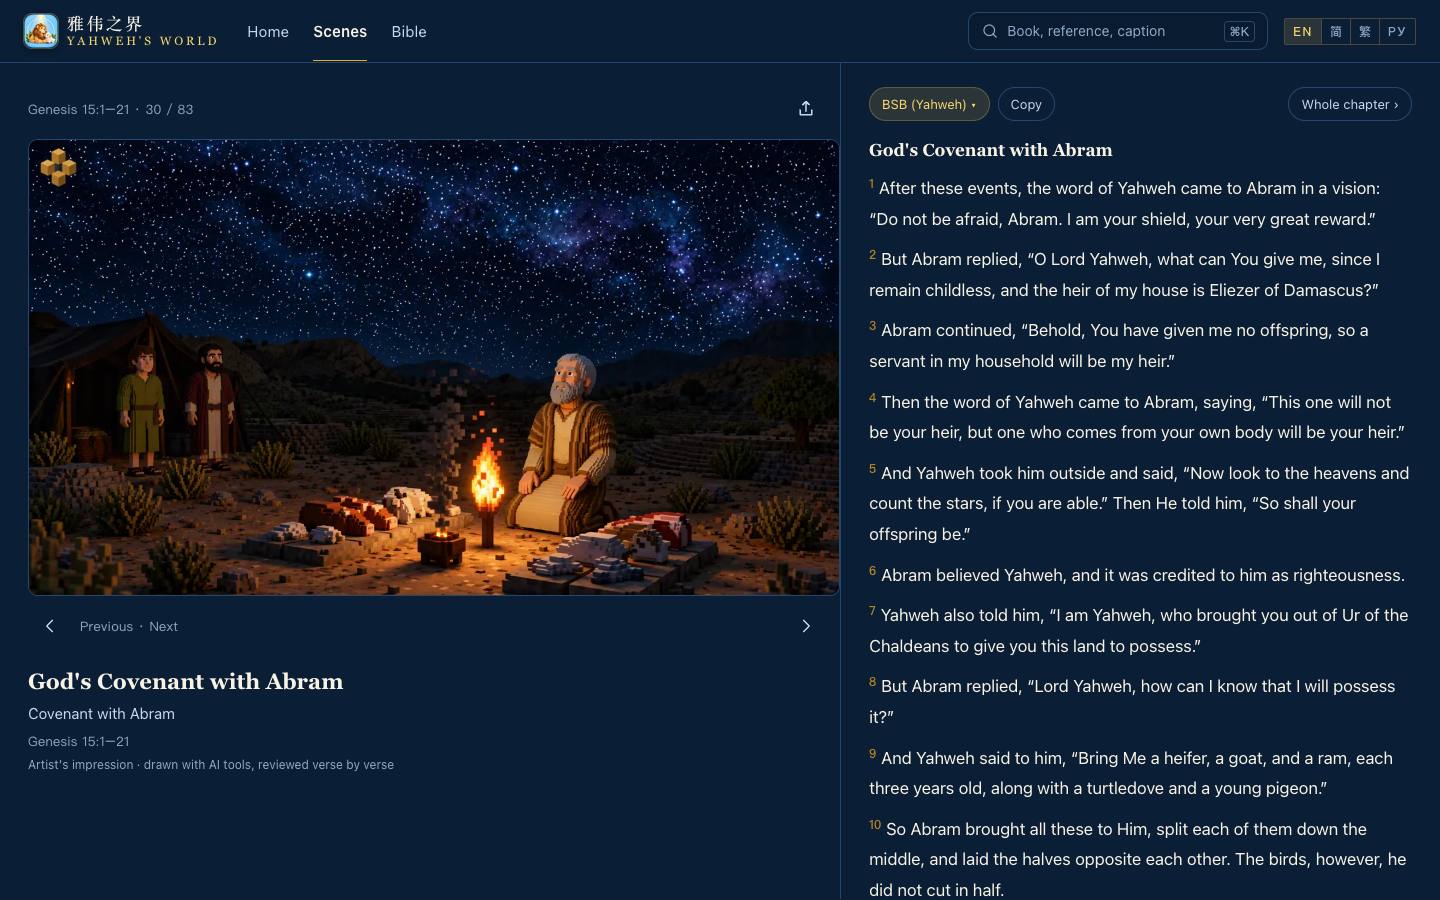 雅伟之界
YAHWEH'S WORLD
Home
Scenes
Bible
Book, reference, caption
⌘K
EN
简
繁
РУ
Genesis 15:1–21 · 30 / 83
Previous · Next
God's Covenant with Abram
Covenant with Abram
Genesis 15:1–21
Artist's impression · drawn with AI tools, reviewed verse by verse
BSB (Yahweh) ▾
Copy
Whole chapter ›
God's Covenant with Abram
1 After these events, the word of Yahweh came to Abram in a vision:
“Do not be afraid, Abram. I am your shield, your very great reward.”
2 But Abram replied, “O Lord Yahweh, what can You give me, since I
remain childless, and the heir of my house is Eliezer of Damascus?”
3 Abram continued, “Behold, You have given me no offspring, so a
servant in my household will be my heir.”
4 Then the word of Yahweh came to Abram, saying, “This one will not
be your heir, but one who comes from your own body will be your heir.”
5 And Yahweh took him outside and said, “Now look to the heavens and
count the stars, if you are able.” Then He told him, “So shall your
offspring be.”
6 Abram believed Yahweh, and it was credited to him as righteousness.
7 Yahweh also told him, “I am Yahweh, who brought you out of Ur of the
Chaldeans to give you this land to possess.”
8 But Abram replied, “Lord Yahweh, how can I know that I will possess
it?”
9 And Yahweh said to him, “Bring Me a heifer, a goat, and a ram, each
three years old, along with a turtledove and a young pigeon.”
10 So Abram brought all these to Him, split each of them down the
middle, and laid the halves opposite each other. The birds, however, he
did not cut in half.